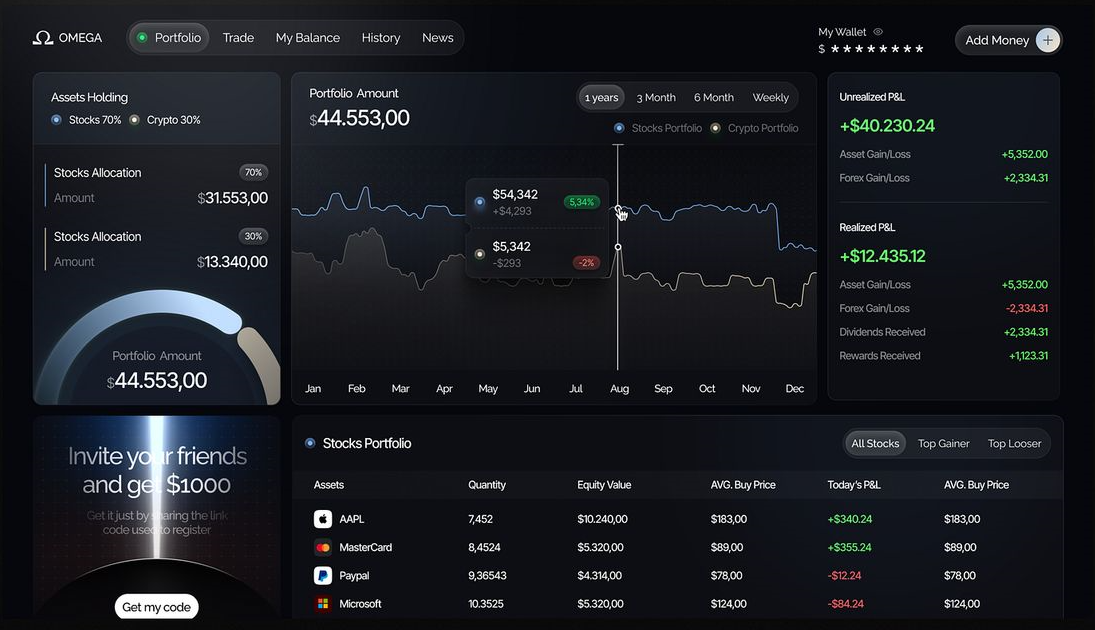 Ω OMEGA
Portfolio Trade My Balance History News
My Wallet
$ ********
Add Money +
Assets Holding
Stocks 70% Crypto 30%
Stocks Allocation 70%
Amount $31.553,00
Stocks Allocation 30%
Amount $13.340,00
Portfolio Amount
$44.553,00
Portfolio Amount
$44.553,00
1 years 3 Month 6 Month Weekly
Stocks Portfolio Crypto Portfolio
$54,342
+$4,293
5,34%
$5,342
-$293
-2%
Jan Feb Mar Apr May Jun Jul Aug Sep Oct Nov Dec
Unrealized P&L
+$40.230.24
Asset Gain/Loss +5,352.00
Forex Gain/Loss +2,334.31
Realized P&L
+$12.435.12
Asset Gain/Loss +5,352.00
Forex Gain/Loss -2,334.31
Dividends Received +2,334.31
Rewards Received +1,123.31
Invite your friends
and get $1000
Get it just by sharing the link
code used to register
Get my code
Stocks Portfolio
All Stocks Top Gainer Top Looser
Assets Quantity Equity Value AVG. Buy Price Today's P&L AVG. Buy Price
AAPL 7,452 $10.240,00 $183,00 +$340.24 $183,00
MasterCard 8,4524 $5.320,00 $89,00 +$355.24 $89,00
Paypal 9,36543 $4.314,00 $78,00 -$12.24 $78,00
Microsoft 10.3525 $5.320,00 $124,00 -$84.24 $124,00